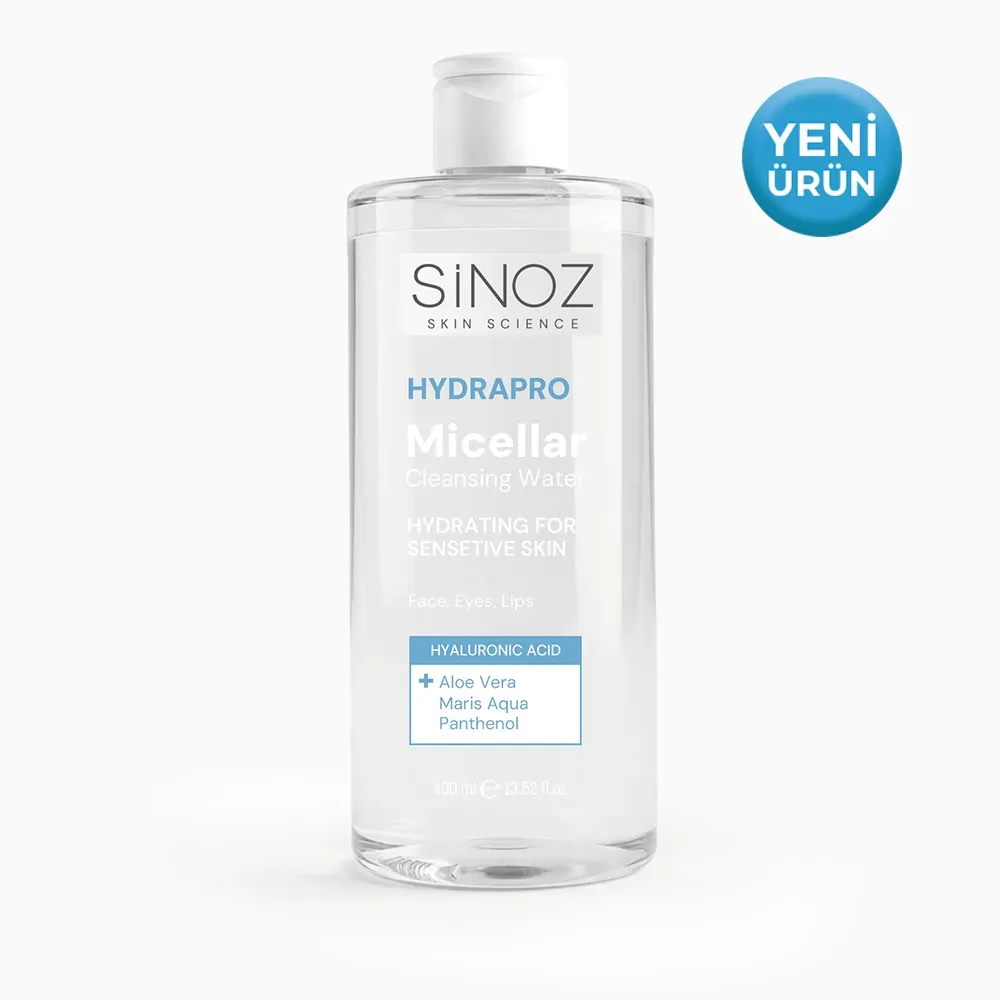 YENİ
ÜRÜN
SiNOZ
SKIN SCIENCE
HYDRAPRO
Micellar
Cleansing Water
HYDRATING FOR
SENSETIVE SKIN
Face, Eyes, Lips
HYALURONIC ACID
+ Aloe Vera
Maris Aqua
Panthenol
400 ml ℮ 13.52 fl.oz